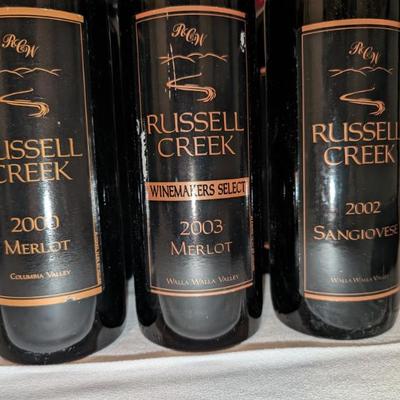 RCW
RUSSELL
CREEK
2000
MERLOT
COLUMBIA VALLEY
RCW
RUSSELL
CREEK
WINEMAKERS SELECT
2003
MERLOT
WALLA WALLA VALLEY
RCW
RUSSELL
CREEK
2002
SANGIOVESE
WALLA WALLA VALLEY